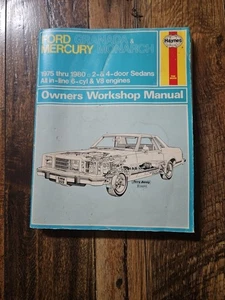 FORD GRANADA &
MERCURY MONARCH
Haynes
1975 thru 1980 2- & 4-door Sedans
All in-line 6-cyl & V8 engines
Owners Workshop Manual